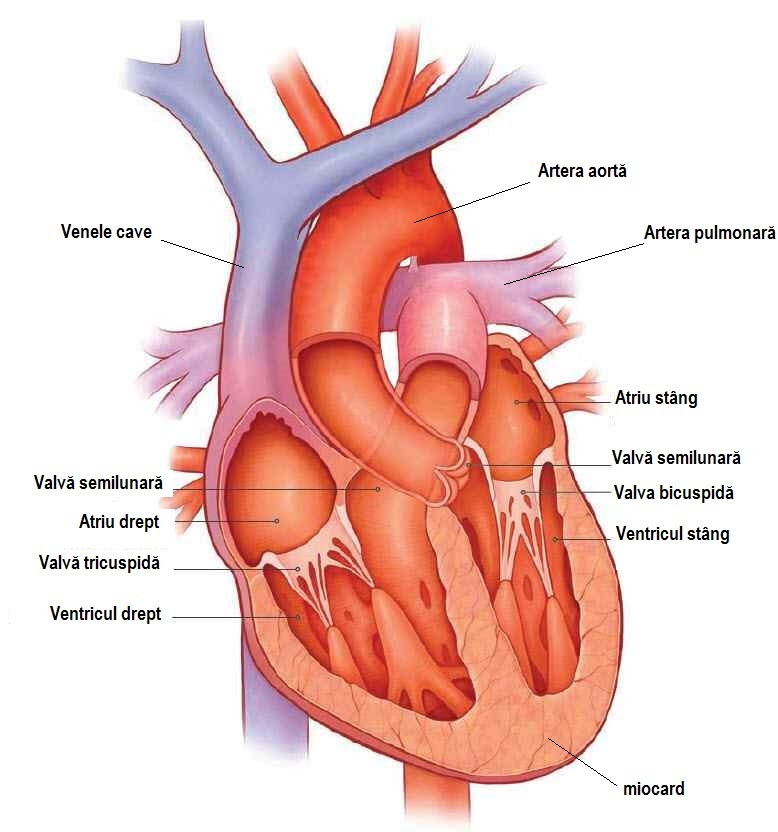 Artera aortă
Venele cave
Artera pulmonară
Atriu stâng
Valvă semilunară
Valvă semilunară
Valva bicuspidă
Atriu drept
Ventricul stâng
Valvă tricuspidă
Ventricul drept
miocard